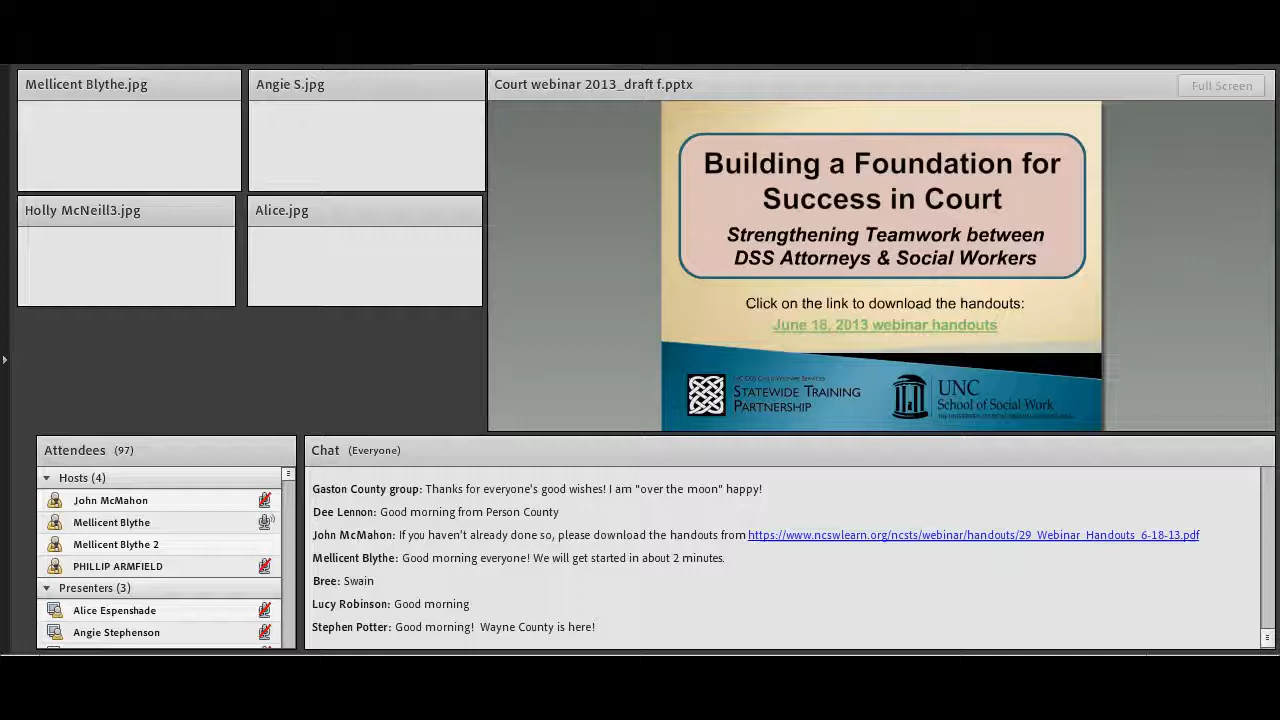 Mellicent Blythe.jpg
Angie S.jpg
Holly McNeill3.jpg
Alice.jpg
Court webinar 2013_draft f.pptx
Full Screen
Building a Foundation for
Success in Court
Strengthening Teamwork between
DSS Attorneys & Social Workers
Click on the link to download the handouts:
June 18, 2013 webinar handouts
STATEWIDE TRAINING
PARTNERSHIP
UNC
School of Social Work
Attendees (97)
Hosts (4)
John McMahon
Mellicent Blythe
Mellicent Blythe 2
PHILLIP ARMFIELD
Presenters (3)
Alice Espenshade
Angie Stephenson
Chat (Everyone)
Gaston County group: Thanks for everyone's good wishes! I am "over the moon" happy!
Dee Lennon: Good morning from Person County
John McMahon: If you haven't already done so, please download the handouts from https://www.ncswlearn.org/ncsts/webinar/handouts/29_Webinar_Handouts_6-18-13.pdf
Mellicent Blythe: Good morning everyone! We will get started in about 2 minutes.
Bree: Swain
Lucy Robinson: Good morning
Stephen Potter: Good morning!  Wayne County is here!